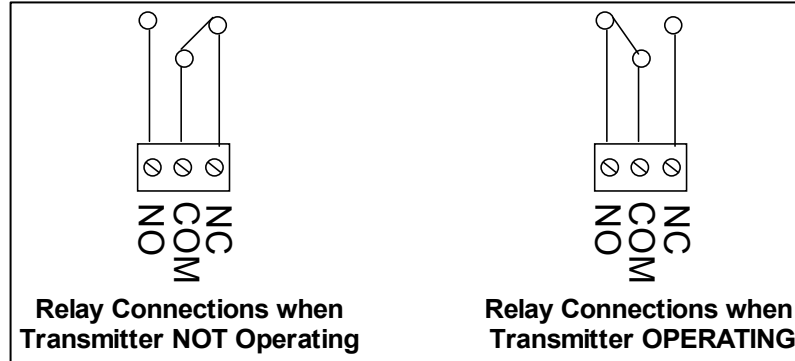 NO
COM
NC
Relay Connections when
Transmitter NOT Operating
NO
COM
NC
Relay Connections when
Transmitter OPERATING